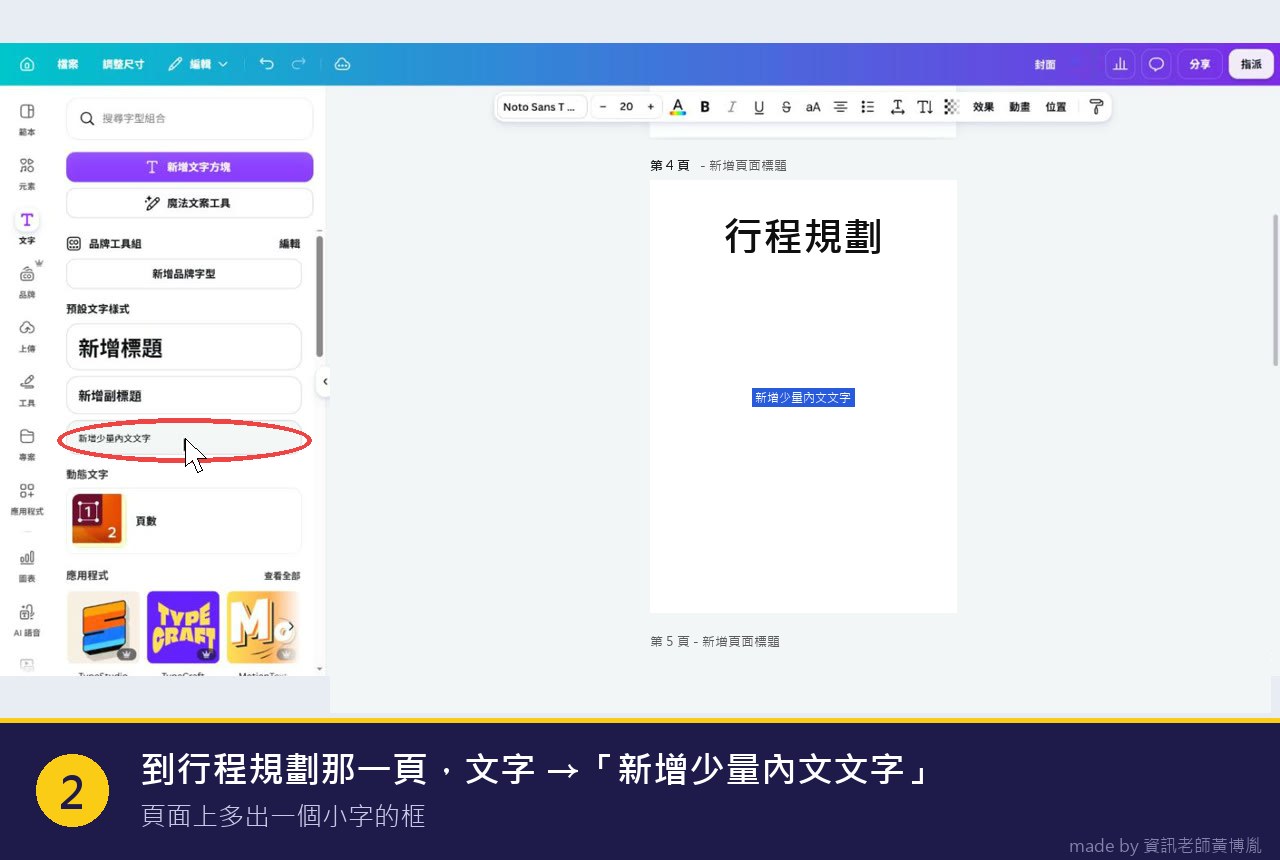 檔案 調整尺寸 編輯 封面 分享 指派
範本
元素
文字
品牌
上傳
工具
專案
應用程式
圖表
AI 語音
搜尋字型組合
新增文字方塊
魔法文案工具
品牌工具組 編輯
新增品牌字型
預設文字樣式
新增標題
新增副標題
新增少量內文文字
動態文字
1
2
頁數
應用程式 查看全部
TYPE CRAFT
Mo
TypeStudio TypeCraft
Noto Sans T ... − 20 + A B I U S aA T T↓ 效果 動畫 位置
第 4 頁 - 新增頁面標題
行程規劃
新增少量內文文字
第 5 頁 - 新增頁面標題
2
到行程規劃那一頁，文字 →「新增少量內文文字」
頁面上多出一個小字的框
made by 資訊老師黃博胤